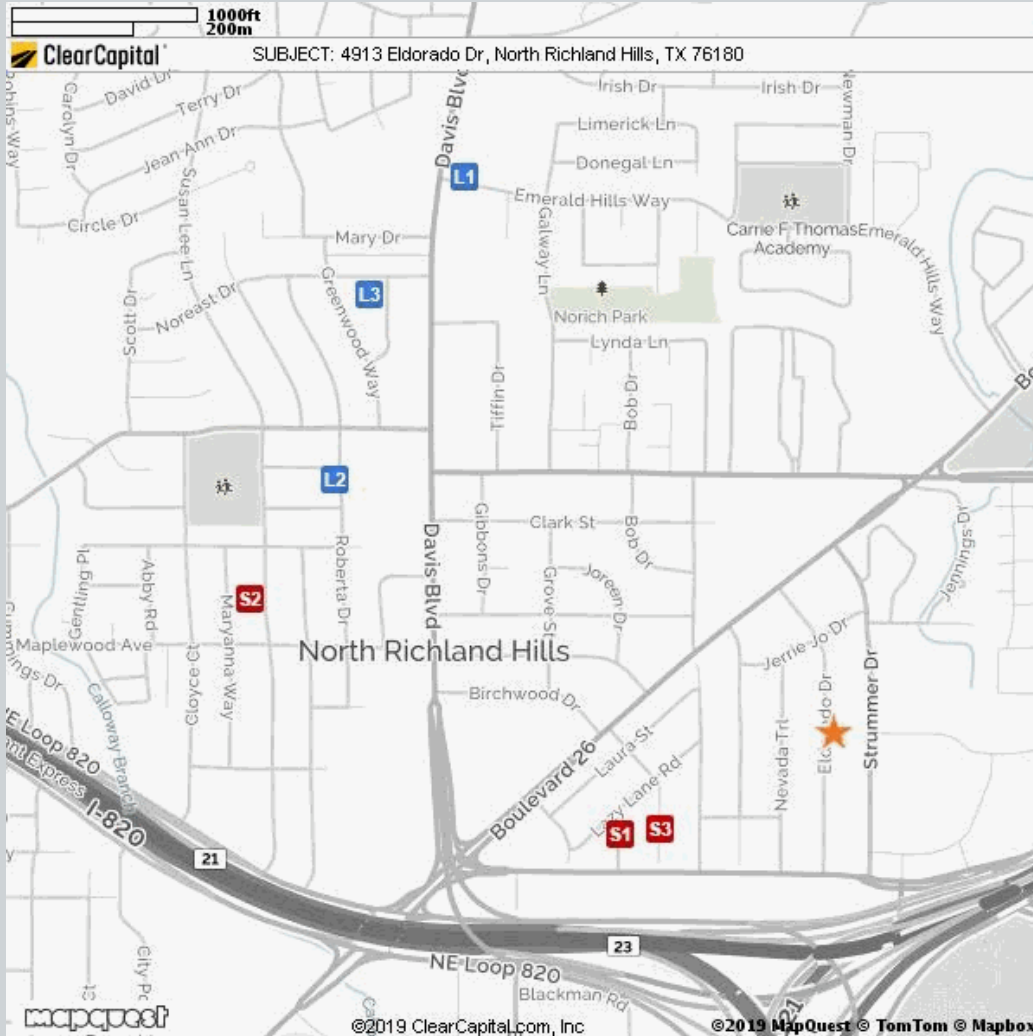 1000ft
200m
ClearCapital
SUBJECT: 4913 Eldorado Dr, North Richland Hills, TX 76180
Carolyn Dr
David Dr
Terry Dr
Jean Ann Dr
Susan Lee Ln
Circle Dr
Davis Blvd
Irish Dr
Irish Dr
Newman Dr
Limerick Ln
Donegal Ln
L1
Emerald Hills Way
Galway Ln
Carrie F Thomas
Academy
Emerald Hills Way
Mary Dr
L3
Greenwood Way
Noreast Dr
Scott Dr
Norich Park
Lynda Ln
Tiffin Dr
Bob Dr
L2
Gibbons Dr
Clark St
Bob Dr
Davis Blvd
Roberta Dr
Grove St
Joreen Dr
Jennings Dr
Gentling Pl
Abby Rd
S2
Maryanna Way
Maplewood Ave
Cloyce Ct
North Richland Hills
Jerrie Jo Dr
Birchwood Dr
Calloway Branch
Strummer Dr
Nevada Trl
Laura St
Lazy Lane Rd
Boulevard 26
NE Loop 820
I-820
S1
S3
21
23
NE Loop 820
Blackman Rd
mapquest
©2019 ClearCapital.com, Inc
©2019 MapQuest © TomTom © Mapbox